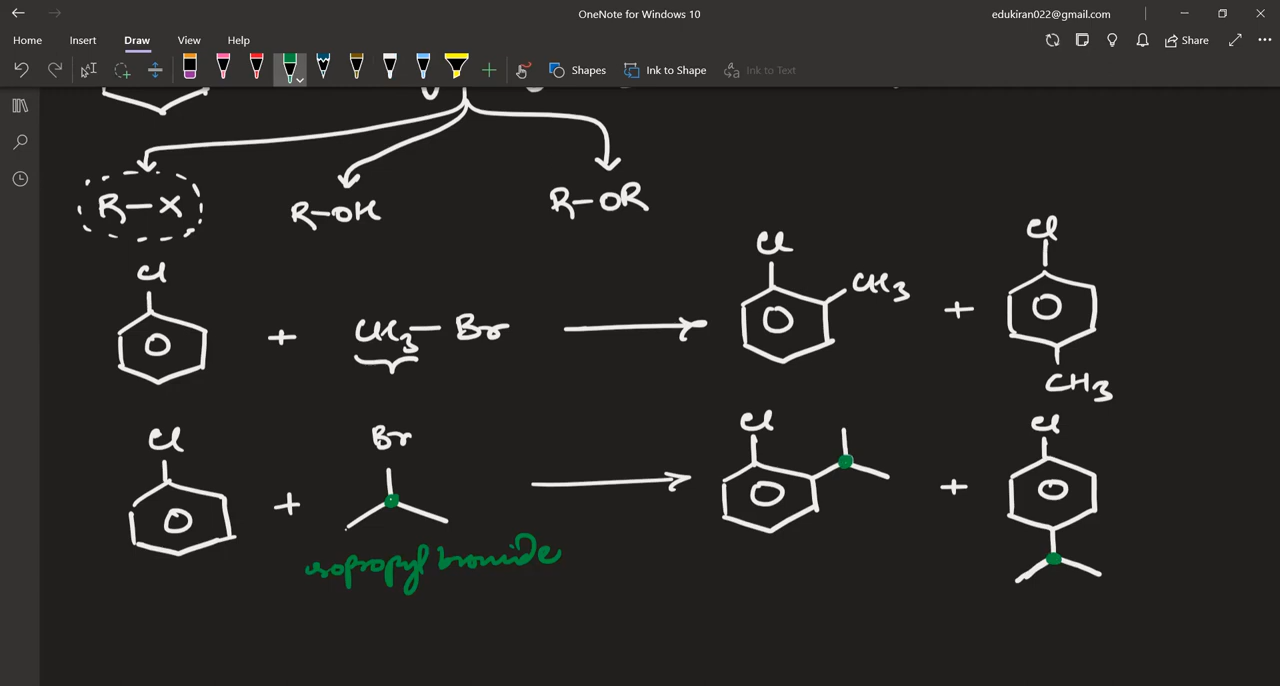 OneNote for Windows 10
edukiran022@gmail.com
Home Insert Draw View Help
Share
Shapes
Ink to Shape
Ink to Text
R-X
R-OH
R-OR
Cl + CH3-Br → Cl CH3 + Cl CH3
Cl + Br → Cl + Cl
isopropyl bromide